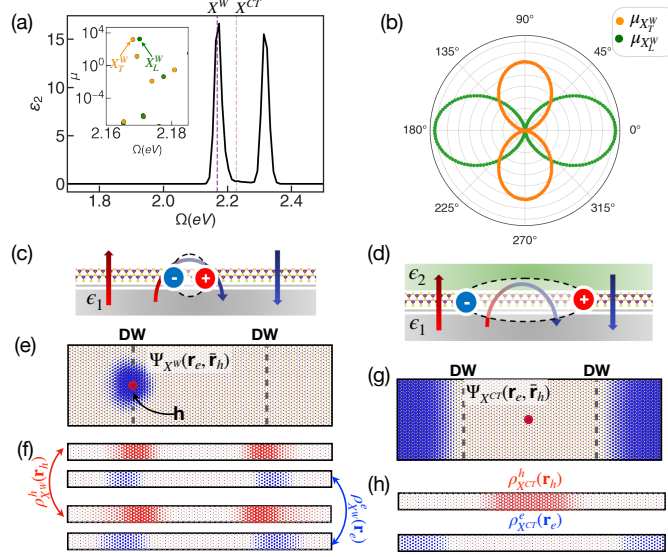 (a)
X^W X^CT
15
10
5
0
ε₂
1.8 2.0 2.2 2.4
Ω(eV)
10⁴
10¹
10⁻⁴
μ
X_T^W X_L^W
2.16 2.18
Ω(eV)
(b)
μ_{X_T^W}
μ_{X_L^W}
90°
135° 45°
180° 0°
225° 315°
270°
(c)
- +
ϵ₁
(d)
ϵ₂
- +
ϵ₁
DW DW
(e)
Ψ_{X^W}(r_e, r̃_h)
h
(f)
ρ^h_{X^W}(r_h)
ρ^e_{X^W}(r_e)
DW DW
(g)
Ψ_{X^CT}(r_e, r̃_h)
(h)
ρ^h_{X^CT}(r_h)
ρ^e_{X^CT}(r_e)